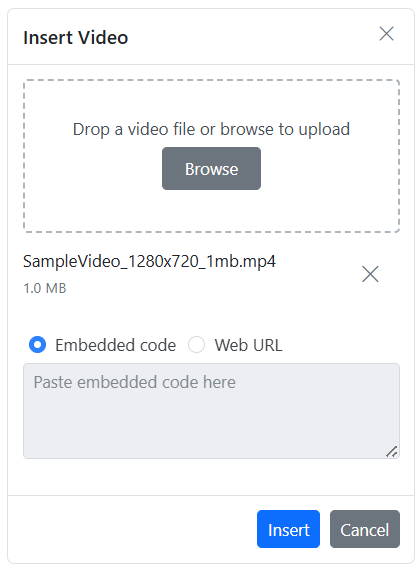 Insert Video
Drop a video file or browse to upload
Browse
SampleVideo_1280x720_1mb.mp4
1.0 MB
Embedded code Web URL
Paste embedded code here
Insert Cancel